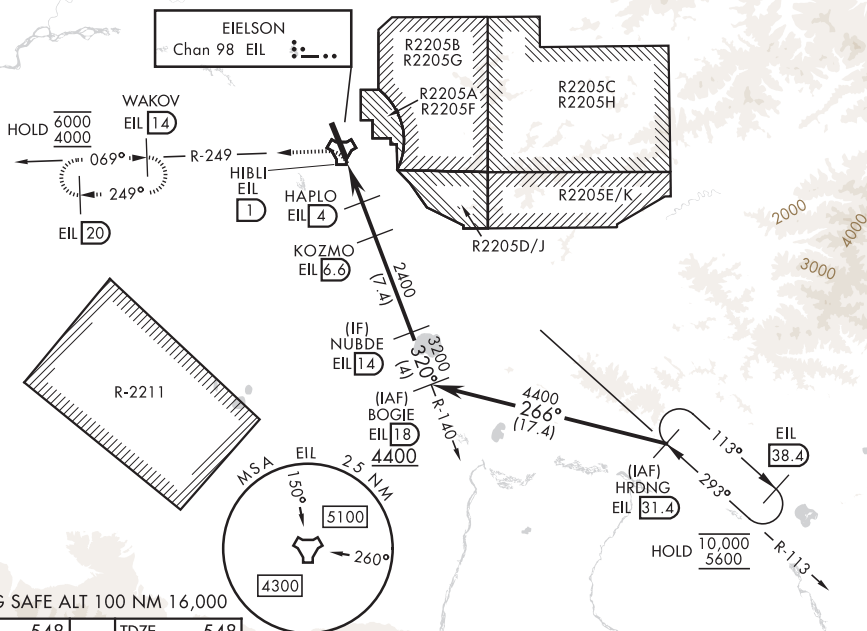 EIELSON
Chan 98 EIL
R2205B
R2205G
R2205A
R2205F
R2205C
R2205H
R2205E/K
R2205D/J
WAKOV
EIL 14
HOLD 6000
4000
069°
R-249
249°
EIL 20
HIBLI
EIL
1
HAPLO
EIL 4
KOZMO
EIL 6.6
2400
(7.4)
2000
4000
3000
(IF)
NUBDE
EIL 14
3200
320°
(4)
R-140
(IAF)
BOGIE
EIL 18
4400
4400
266°
(17.4)
R-2211
113°
293°
EIL
38.4
(IAF)
HRDNG
EIL 31.4
HOLD 10,000
5600
R-113
MSA EIL 25 NM
150°
5100
260°
4300
G SAFE ALT 100 NM 16,000
548
TDZE 548